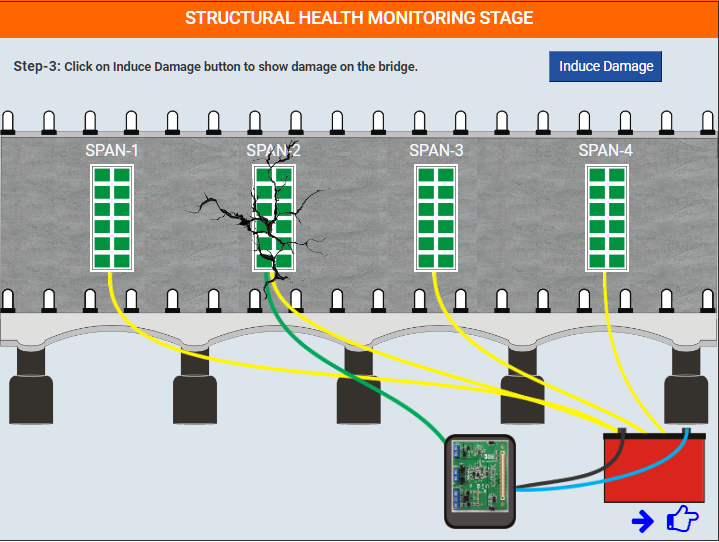 STRUCTURAL HEALTH MONITORING STAGE
Step-3: Click on Induce Damage button to show damage on the bridge.
Induce Damage
SPAN-1
SPAN-2
SPAN-3
SPAN-4